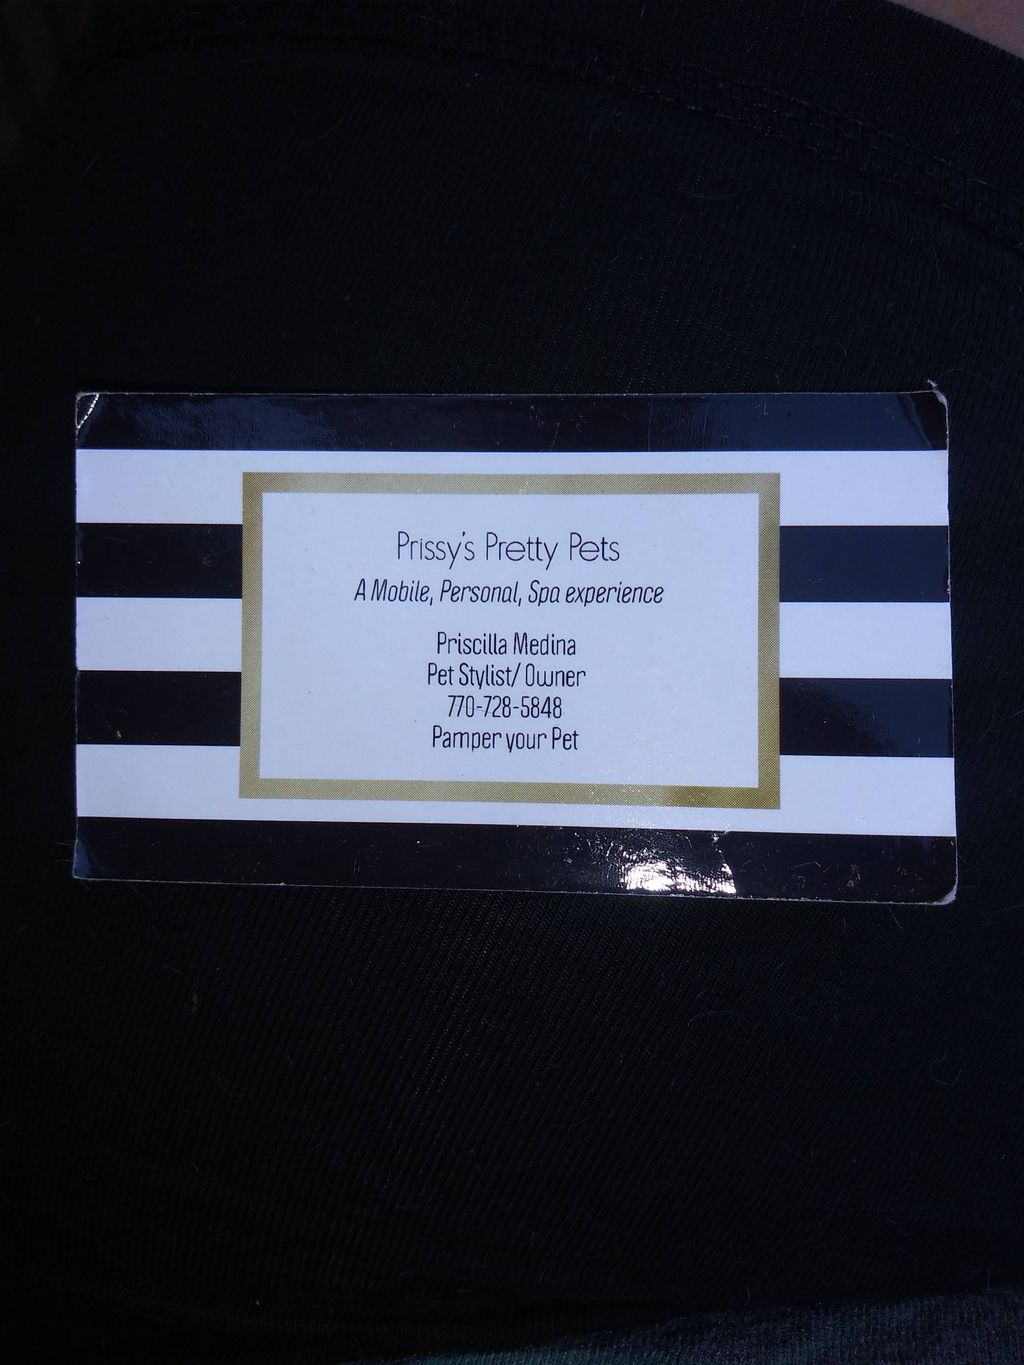 Prissy's Pretty Pets
A Mobile, Personal, Spa experience
Priscilla Medina
Pet Stylist/ Owner
770-728-5848
Pamper your Pet